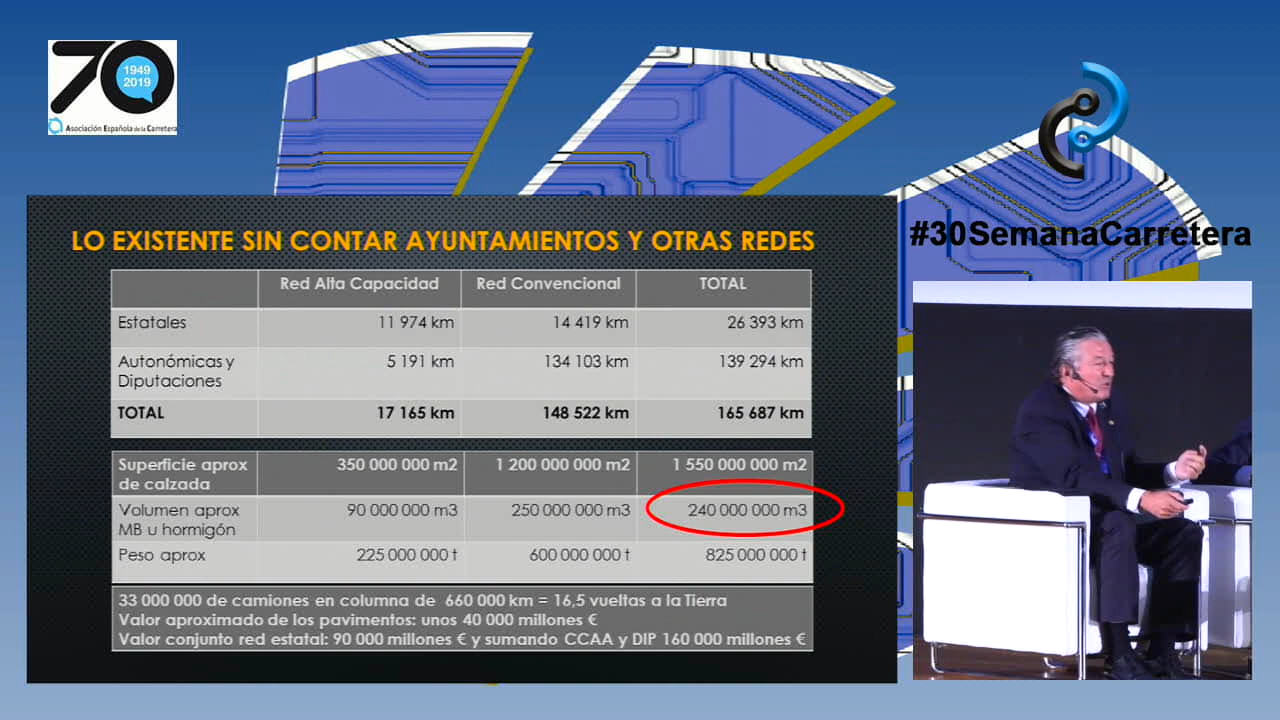 70
1949
2019
Asociación Española de la Carretera
#30SemanaCarretera
LO EXISTENTE SIN CONTAR AYUNTAMIENTOS Y OTRAS REDES
Red Alta Capacidad Red Convencional TOTAL
Estatales 11 974 km 14 419 km 26 393 km
Autonómicas y
Diputaciones 5 191 km 134 103 km 139 294 km
TOTAL 17 165 km 148 522 km 165 687 km
Superficie aprox
de calzada 350 000 000 m2 1 200 000 000 m2 1 550 000 000 m2
Volumen aprox
MB u hormigón 90 000 000 m3 250 000 000 m3 240 000 000 m3
Peso aprox 225 000 000 t 600 000 000 t 825 000 000 t
33 000 000 de camiones en columna de 660 000 km = 16,5 vueltas a la Tierra
Valor aproximado de los pavimentos: unos 40 000 millones €
Valor conjunto red estatal: 90 000 millones € y sumando CCAA y DIP 160 000 millones €